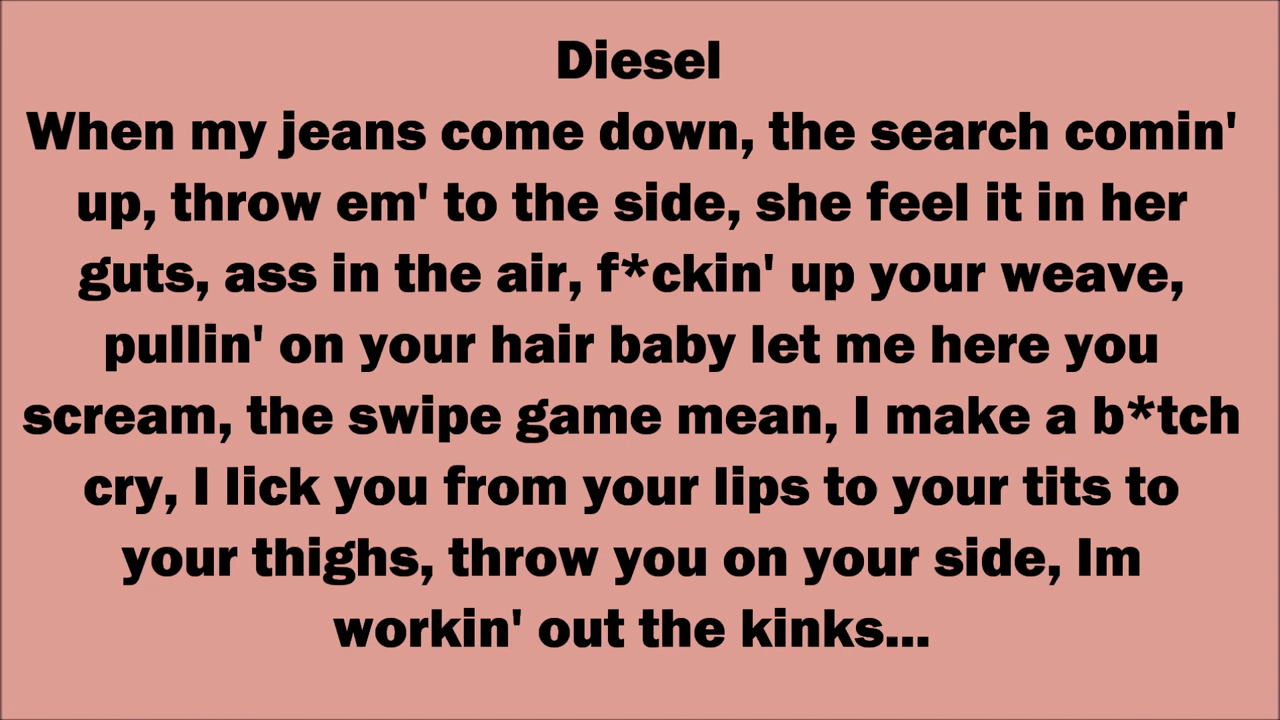 Diesel
When my jeans come down, the search comin'
up, throw em' to the side, she feel it in her
guts, ass in the air, f*ckin' up your weave,
pullin' on your hair baby let me here you
scream, the swipe game mean, I make a b*tch
cry, I lick you from your lips to your tits to
your thighs, throw you on your side, Im
workin' out the kinks...